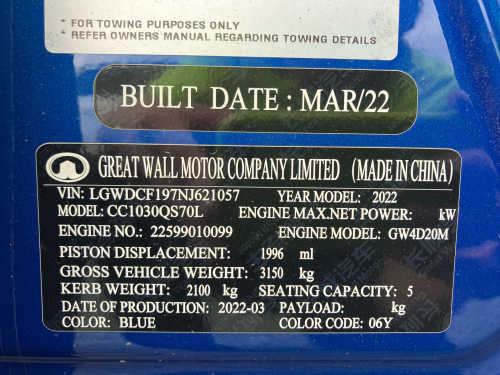 * FOR TOWING PURPOSES ONLY
* REFER OWNERS MANUAL REGARDING TOWING DETAILS
BUILT DATE : MAR/22
GREAT WALL MOTOR COMPANY LIMITED (MADE IN CHINA)
VIN: LGWDCF197NJ621057 YEAR MODEL: 2022
MODEL: CC1030QS70L ENGINE MAX.NET POWER: kW
ENGINE NO.: 22599010099 ENGINE MODEL: GW4D20M
PISTON DISPLACEMENT: 1996 ml
GROSS VEHICLE WEIGHT: 3150 kg
KERB WEIGHT: 2100 kg SEATING CAPACITY: 5
DATE OF PRODUCTION: 2022-03 PAYLOAD: kg
COLOR: BLUE COLOR CODE: 06Y